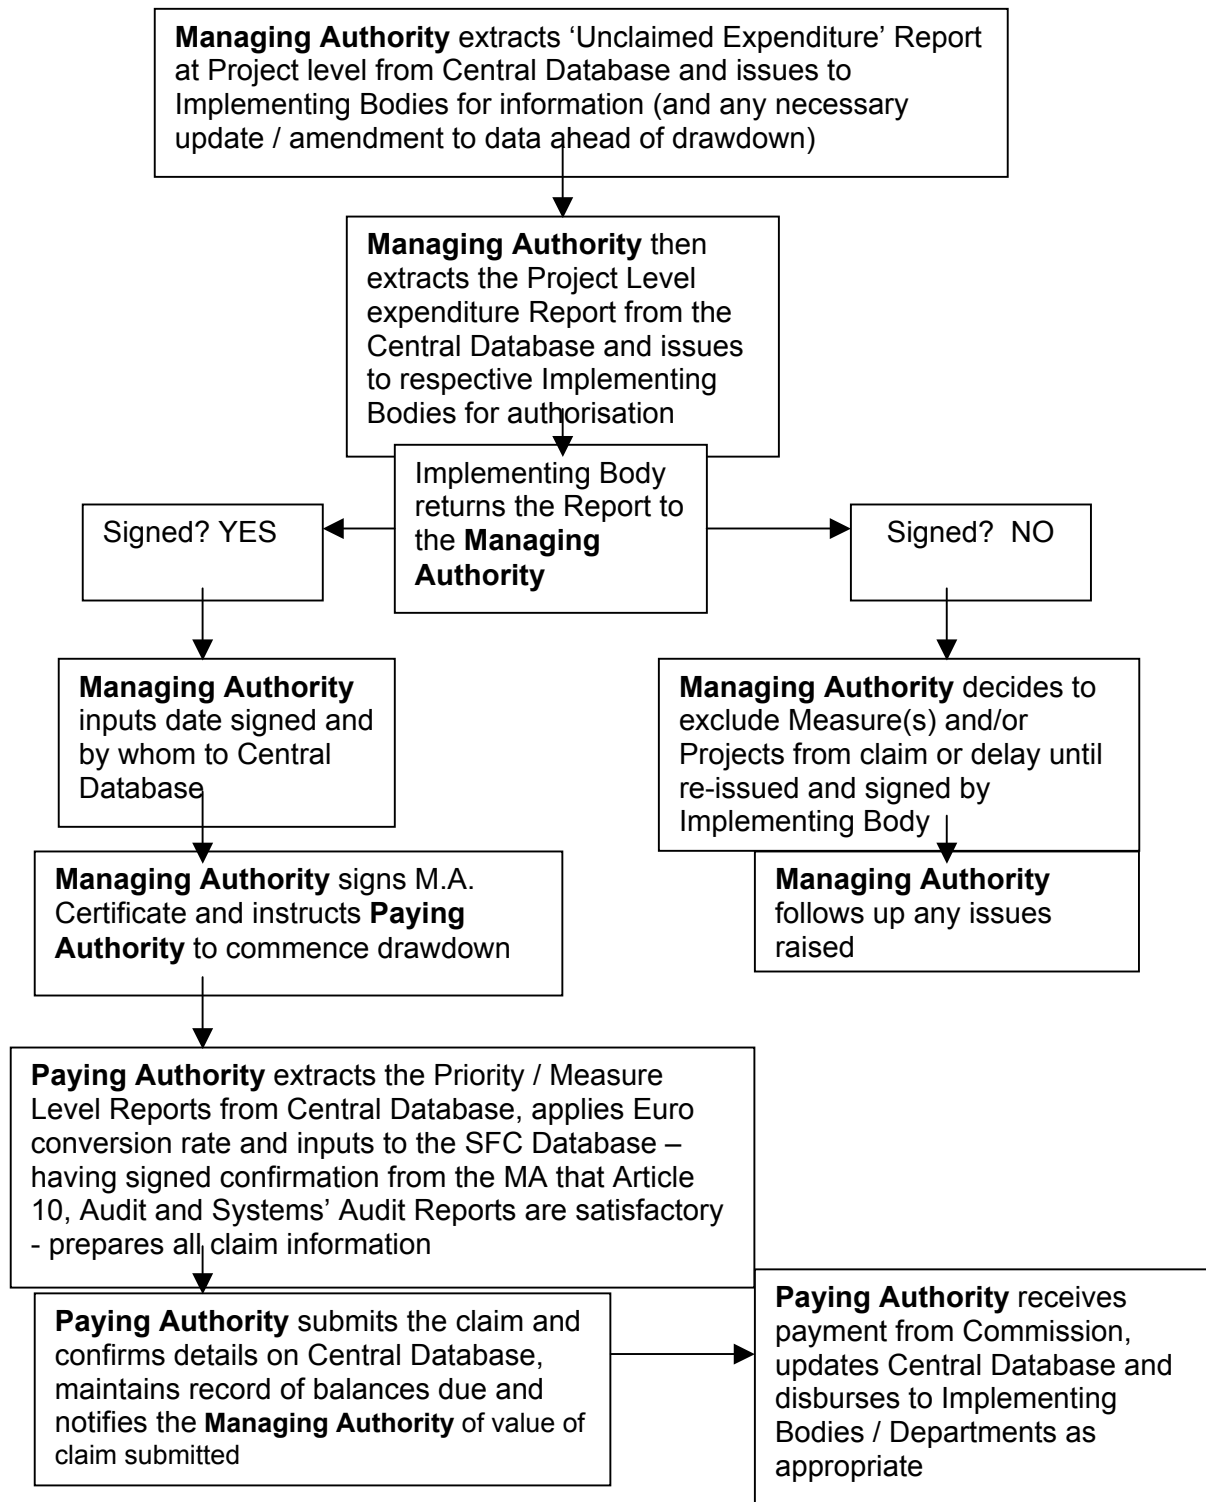 Managing Authority extracts ‘Unclaimed Expenditure’ Report
at Project level from Central Database and issues to
Implementing Bodies for information (and any necessary
update / amendment to data ahead of drawdown)
Managing Authority then
extracts the Project Level
expenditure Report from the
Central Database and issues
to respective Implementing
Bodies for authorisation
Implementing Body
returns the Report to
the Managing
Authority
Signed? YES
Signed?  NO
Managing Authority
inputs date signed and
by whom to Central
Database
Managing Authority decides to
exclude Measure(s) and/or
Projects from claim or delay until
re-issued and signed by
Implementing Body
Managing Authority signs M.A.
Certificate and instructs Paying
Authority to commence drawdown
Managing Authority
follows up any issues
raised
Paying Authority extracts the Priority / Measure
Level Reports from Central Database, applies Euro
conversion rate and inputs to the SFC Database –
having signed confirmation from the MA that Article
10, Audit and Systems’ Audit Reports are satisfactory
- prepares all claim information
Paying Authority submits the claim and
confirms details on Central Database,
maintains record of balances due and
notifies the Managing Authority of value of
claim submitted
Paying Authority receives
payment from Commission,
updates Central Database and
disburses to Implementing
Bodies / Departments as
appropriate